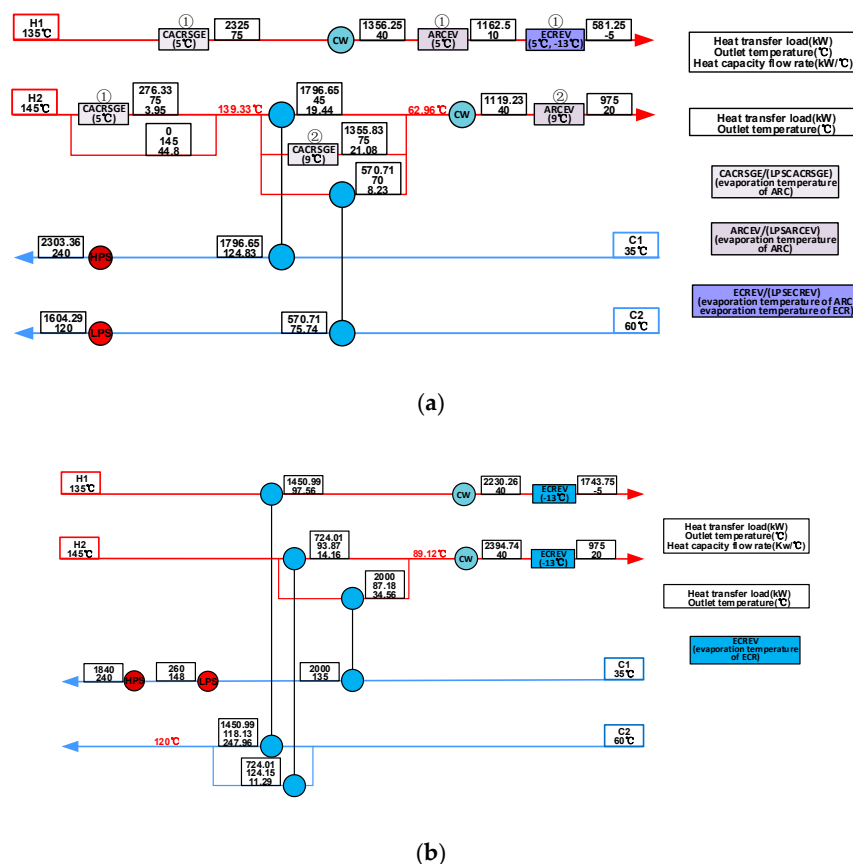 ①
①
①
H1
135℃
CACRSGE
(5℃)
2325
75
CW
1356.25
40
ARCEV
(5℃)
1162.5
10
ECREV
(5℃, -13℃)
581.25
-5
Heat transfer load(kW)
Outlet temperature(℃)
Heat capacity flow rate(kW/℃)
①
H2
145℃
CACRSGE
(5℃)
276.33
75
3.95
0
145
44.8
139.33℃
1796.65
45
19.44
②
CACRSGE
(9℃)
1355.83
75
21.08
570.71
70
8.23
62.96℃
CW
1119.23
40
②
ARCEV
(9℃)
975
20
Heat transfer load(kW)
Outlet temperature(℃)
CACRSGE/(LPSCACRSGE)
(evaporation temperature
of ARC)
ARCEV/(LPSARCEV)
(evaporation temperature
of ARC)
2303.36
240
HPS
1796.65
124.83
C1
35℃
ECREV/(LPSECREV)
(evaporation temperature of ARC
evaporation temperature of ECR)
1604.29
120
LPS
570.71
75.74
C2
60℃
(a)
H1
135℃
1450.99
97.56
CW
2230.26
40
ECREV
(-13℃)
1743.75
-5
H2
145℃
724.01
93.87
14.16
89.12℃
CW
2394.74
40
ECREV
(-13℃)
975
20
Heat transfer load(kW)
Outlet temperature(℃)
Heat capacity flow rate(Kw/℃)
2000
87.18
34.56
Heat transfer load(kW)
Outlet temperature(℃)
1840
240
HPS
260
148
LPS
2000
135
C1
35℃
ECREV
(evaporation temperature
of ECR)
120℃
1450.99
118.13
247.96
C2
60℃
724.01
124.15
11.29
(b)